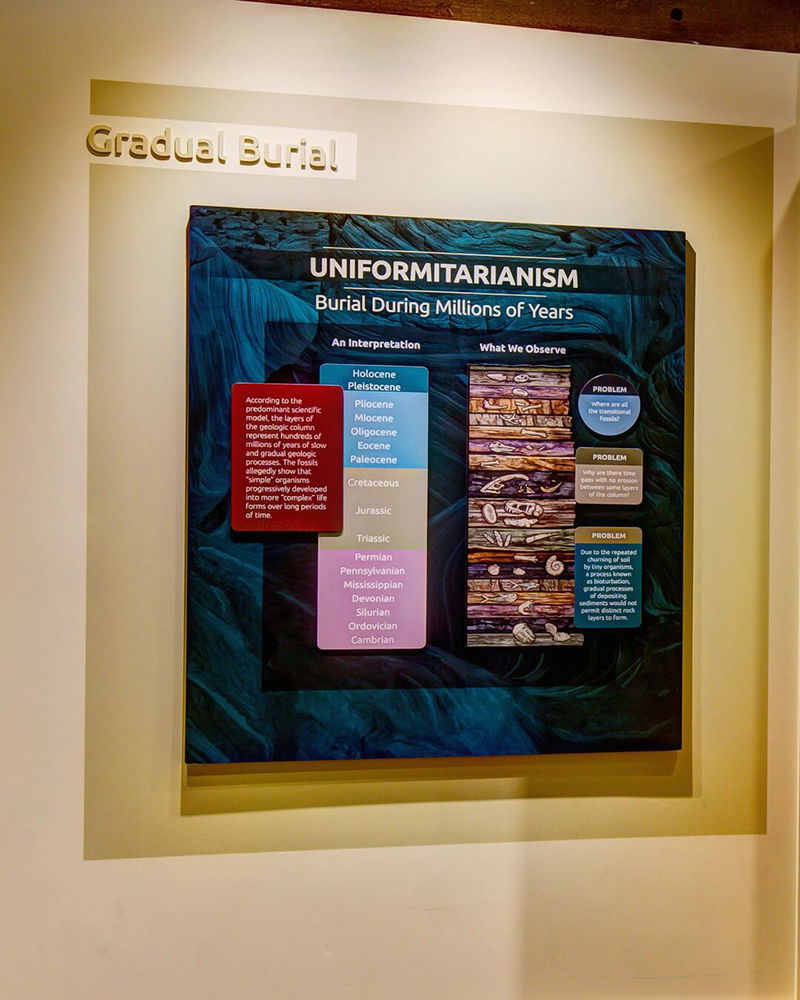 Gradual Burial
UNIFORMITARIANISM
Burial During Millions of Years
An Interpretation
What We Observe
According to the
predominant scientific
model, the layers of
the geologic column
represent hundreds of
millions of years of slow
and gradual geologic
processes. The fossils
allegedly show that
"simple" organisms
progressively developed
into more "complex" life
forms over long periods
of time.
Holocene
Pleistocene
Pliocene
Miocene
Oligocene
Eocene
Paleocene
Cretaceous
Jurassic
Triassic
Permian
Pennsylvanian
Mississippian
Devonian
Silurian
Ordovician
Cambrian
PROBLEM
Where are all
the transitional
fossils?
PROBLEM
Why are there time
gaps with no erosion
between some layers
of the column?
PROBLEM
Due to the repeated
churning of soil
by tiny organisms,
a process known
as bioturbation,
gradual processes
of depositing
sediments would not
permit distinct rock
layers to form.